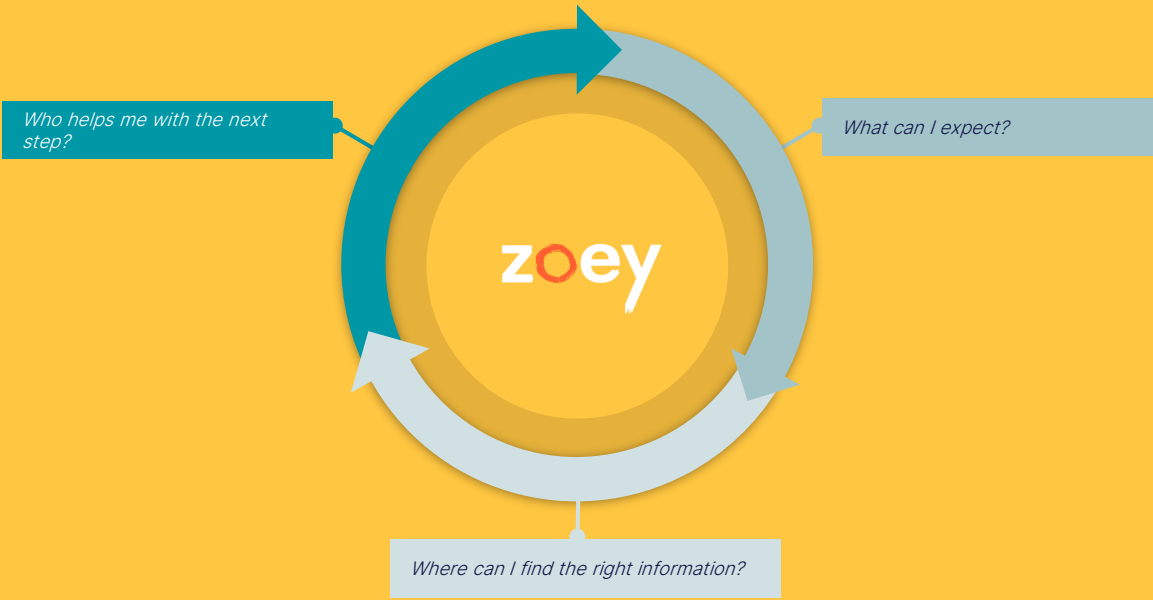 Who helps me with the next
step?
What can I expect?
zoey
Where can I find the right information?